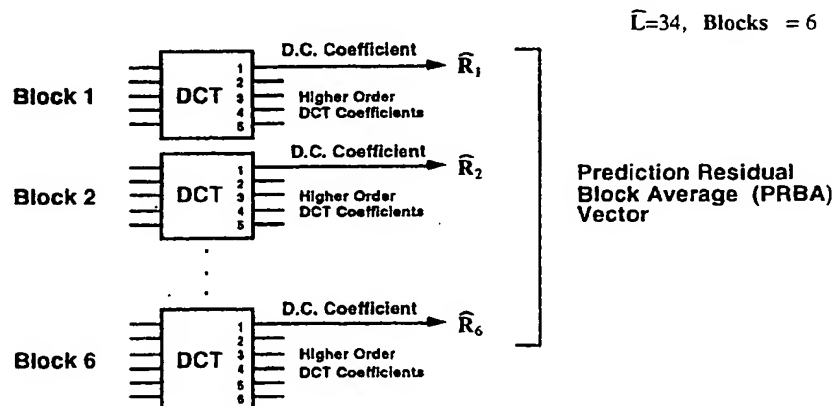 L̂=34, Blocks = 6
D.C. Coefficient
R̂₁
Block 1
DCT
1
2
3
4
5
Higher Order
DCT Coefficients
D.C. Coefficient
R̂₂
Block 2
DCT
1
2
3
4
5
Higher Order
DCT Coefficients
Prediction Residual
Block Average (PRBA)
Vector
D.C. Coefficient
R̂₆
Block 6
DCT
1
2
3
4
5
6
Higher Order
DCT Coefficients